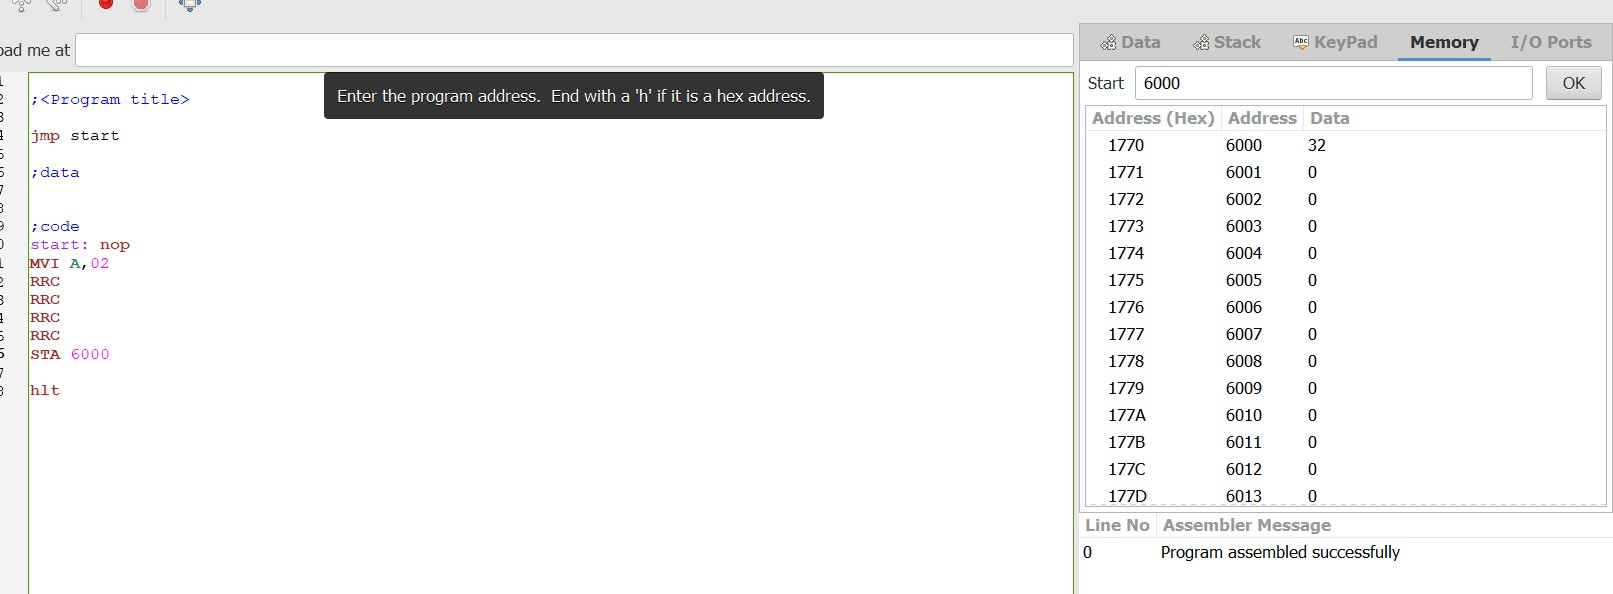 ad me at
Enter the program address.  End with a 'h' if it is a hex address.
;<Program title>
jmp start
;data
;code
start: nop
MVI A,02
RRC
RRC
RRC
RRC
STA 6000
hlt
Data Stack KeyPad Memory I/O Ports
Start 6000 OK
Address (Hex) Address Data
1770 6000 32
1771 6001 0
1772 6002 0
1773 6003 0
1774 6004 0
1775 6005 0
1776 6006 0
1777 6007 0
1778 6008 0
1779 6009 0
177A 6010 0
177B 6011 0
177C 6012 0
177D 6013 0
Line No Assembler Message
0 Program assembled successfully